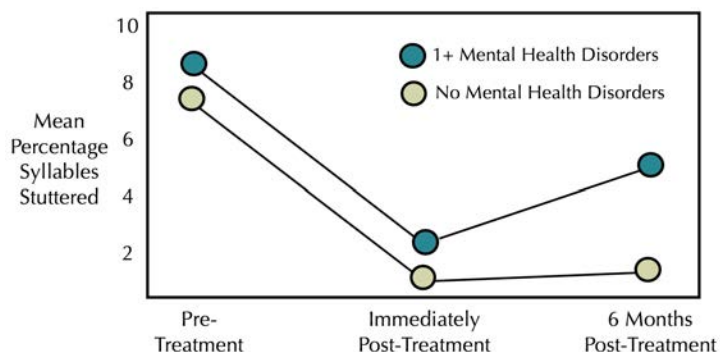 10
8
6
4
2
Mean
Percentage
Syllables
Stuttered
1+ Mental Health Disorders
No Mental Health Disorders
Pre-
Treatment
Immediately
Post-Treatment
6 Months
Post-Treatment